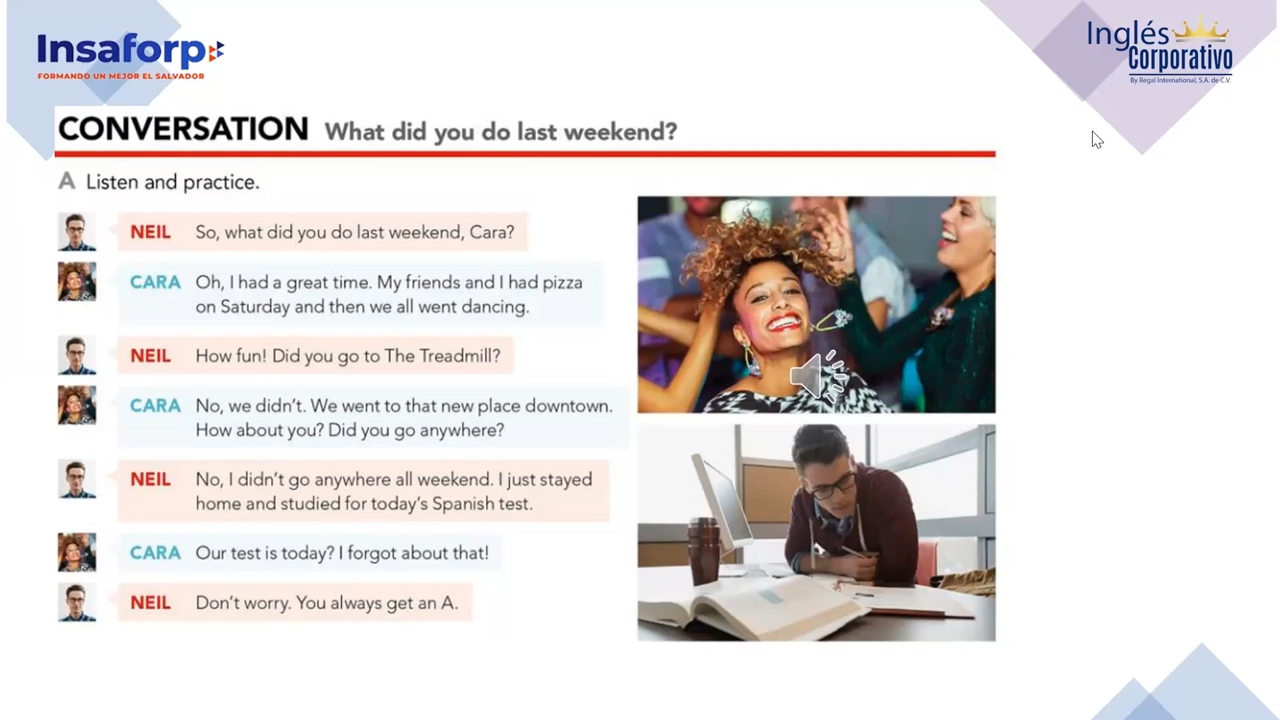 Insaforp
FORMANDO UN MEJOR EL SALVADOR
Inglés
Corporativo
By Regal International, S.A. de C.V.
CONVERSATION What did you do last weekend?
A Listen and practice.
NEIL So, what did you do last weekend, Cara?
CARA Oh, I had a great time. My friends and I had pizza
on Saturday and then we all went dancing.
NEIL How fun! Did you go to The Treadmill?
CARA No, we didn't. We went to that new place downtown.
How about you? Did you go anywhere?
NEIL No, I didn't go anywhere all weekend. I just stayed
home and studied for today's Spanish test.
CARA Our test is today? I forgot about that!
NEIL Don't worry. You always get an A.